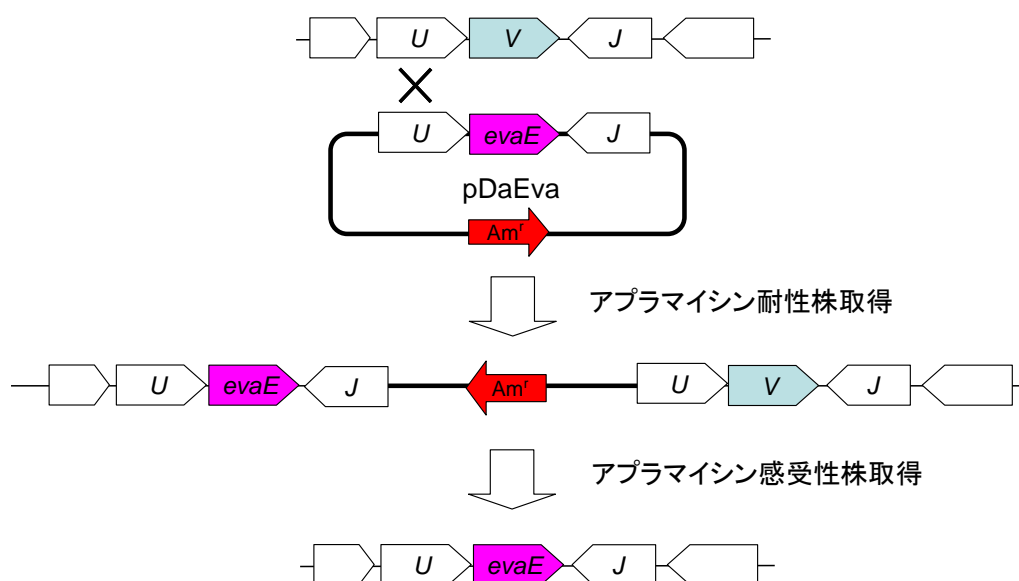 U V J
U evaE J
pDaEva
Amʳ
アプラマイシン耐性株取得
U evaE J Amʳ U V J
アプラマイシン感受性株取得
U evaE J